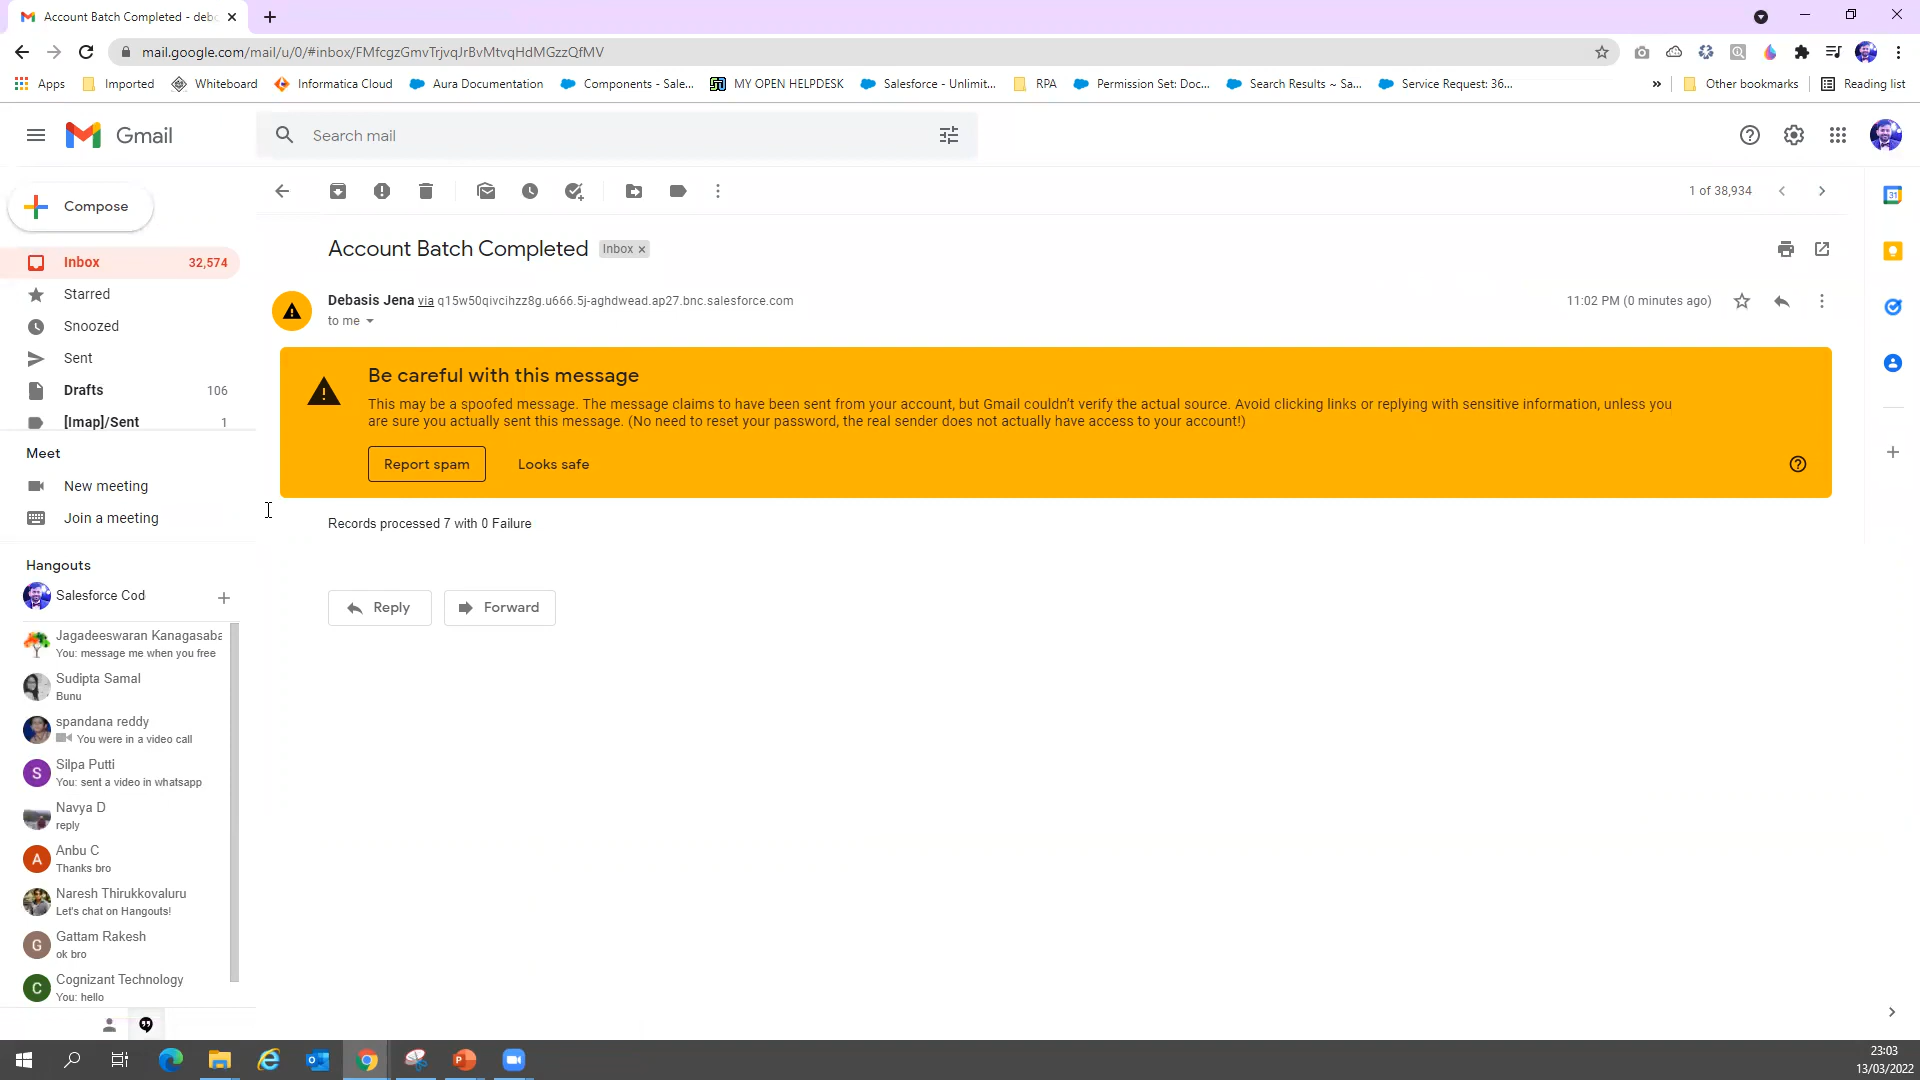 Account Batch Completed - debc
mail.google.com/mail/u/0/#inbox/FMfcgzGmvTrjvqJrBvMtvqHdMGzzQfMV
Apps Imported Whiteboard Informatica Cloud Aura Documentation Components - Sale... MY OPEN HELPDESK Salesforce - Unlimit... RPA Permission Set: Doc... Search Results ~ Sa... Service Request: 36... » Other bookmarks Reading list
Gmail
Search mail
Compose
1 of 38,934
Inbox 32,574
Starred
Snoozed
Sent
Drafts 106
[Imap]/Sent 1
Meet
New meeting
Join a meeting
Hangouts
Salesforce Cod
Jagadeeswaran Kanagasaba
You: message me when you free
Sudipta Samal
Bunu
spandana reddy
You were in a video call
S
Silpa Putti
You: sent a video in whatsapp
Navya D
reply
A
Anbu C
Thanks bro
Naresh Thirukkovaluru
Let's chat on Hangouts!
G
Gattam Rakesh
ok bro
C
Cognizant Technology
You: hello
Account Batch Completed Inbox x
Debasis Jena via q15w50qivcihzz8g.u666.5j-aghdwead.ap27.bnc.salesforce.com 11:02 PM (0 minutes ago)
to me
Be careful with this message
This may be a spoofed message. The message claims to have been sent from your account, but Gmail couldn't verify the actual source. Avoid clicking links or replying with sensitive information, unless you
are sure you actually sent this message. (No need to reset your password, the real sender does not actually have access to your account!)
Report spam Looks safe
Records processed 7 with 0 Failure
Reply Forward
31
23:03
13/03/2022